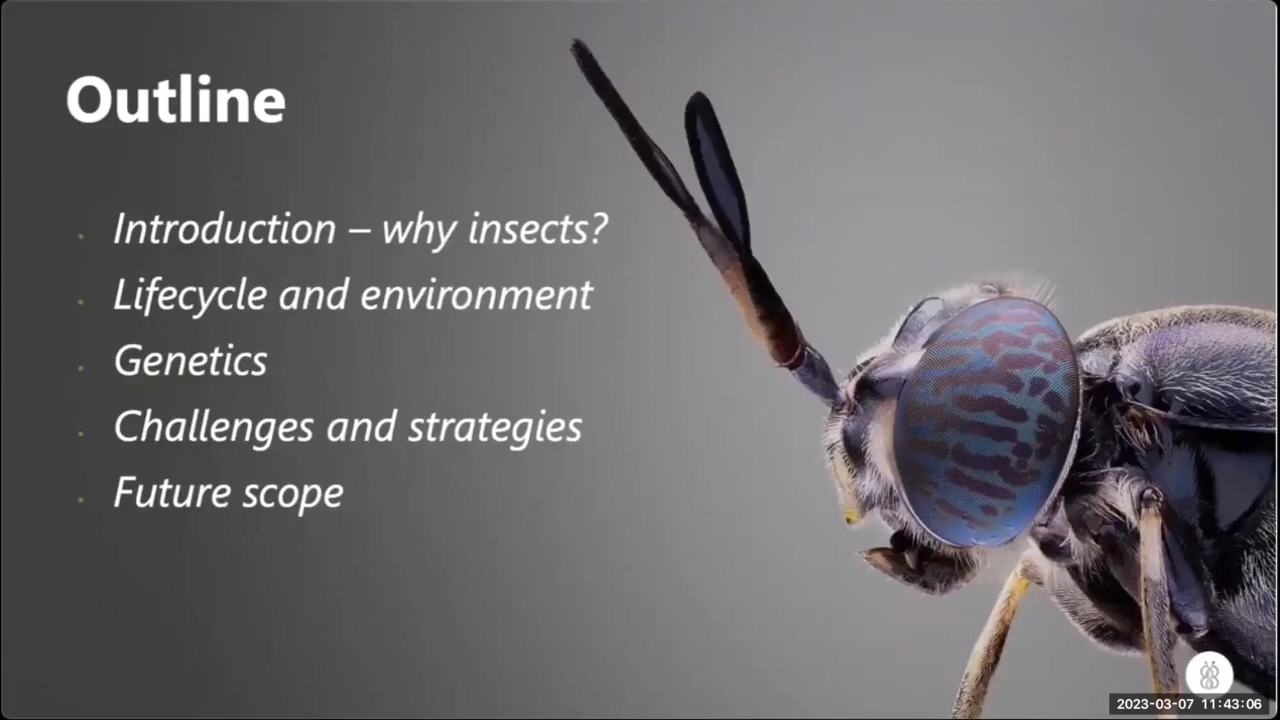 Outline
Introduction – why insects?
Lifecycle and environment
Genetics
Challenges and strategies
Future scope
2023-03-07 11:43:06